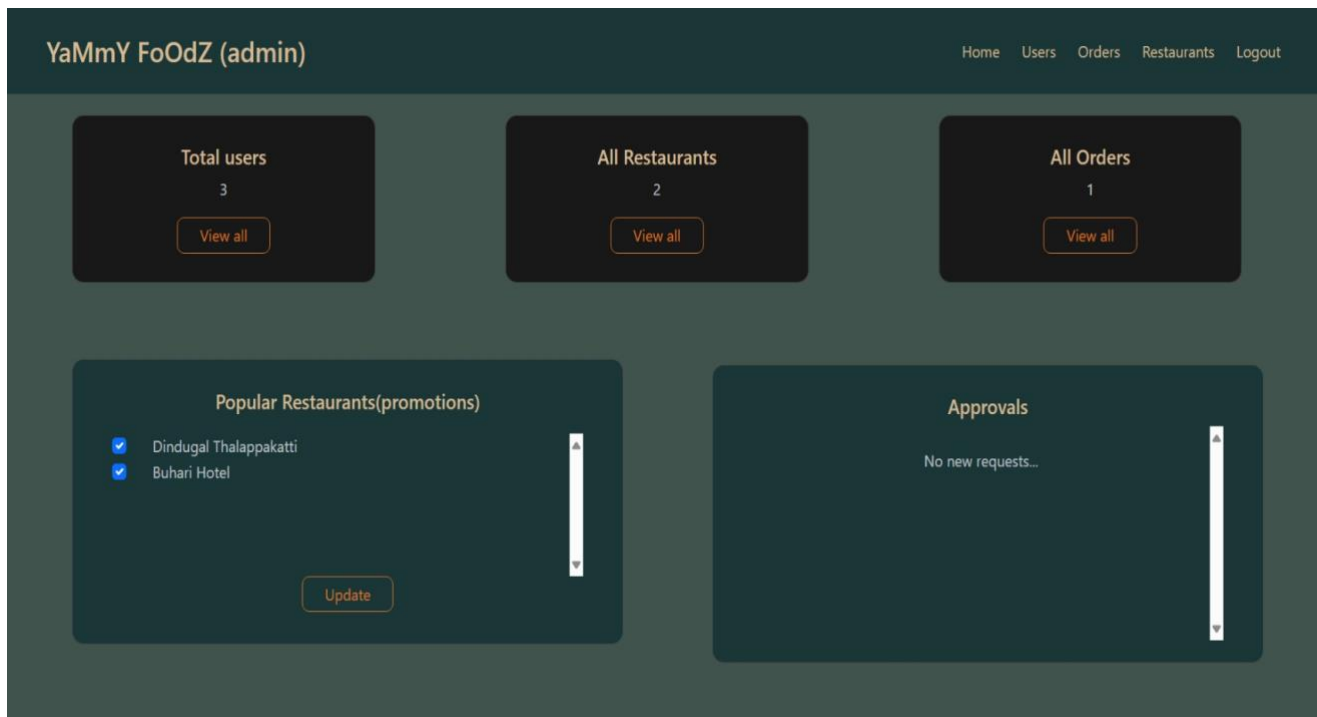 YaMmY FoOdZ (admin)
Home Users Orders Restaurants Logout
Total users
3
View all
All Restaurants
2
View all
All Orders
1
View all
Popular Restaurants(promotions)
Dindugal Thalappakatti
Buhari Hotel
Update
Approvals
No new requests...